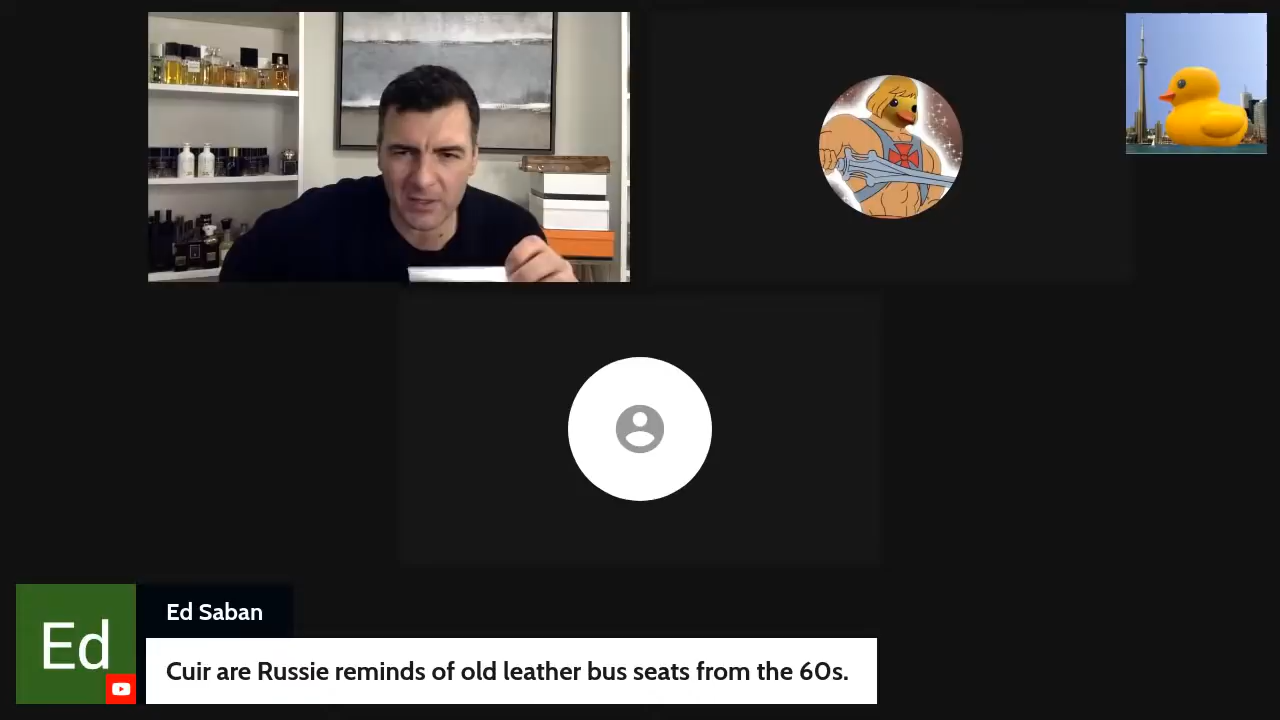 Ed
Ed Saban
Cuir are Russie reminds of old leather bus seats from the 60s.